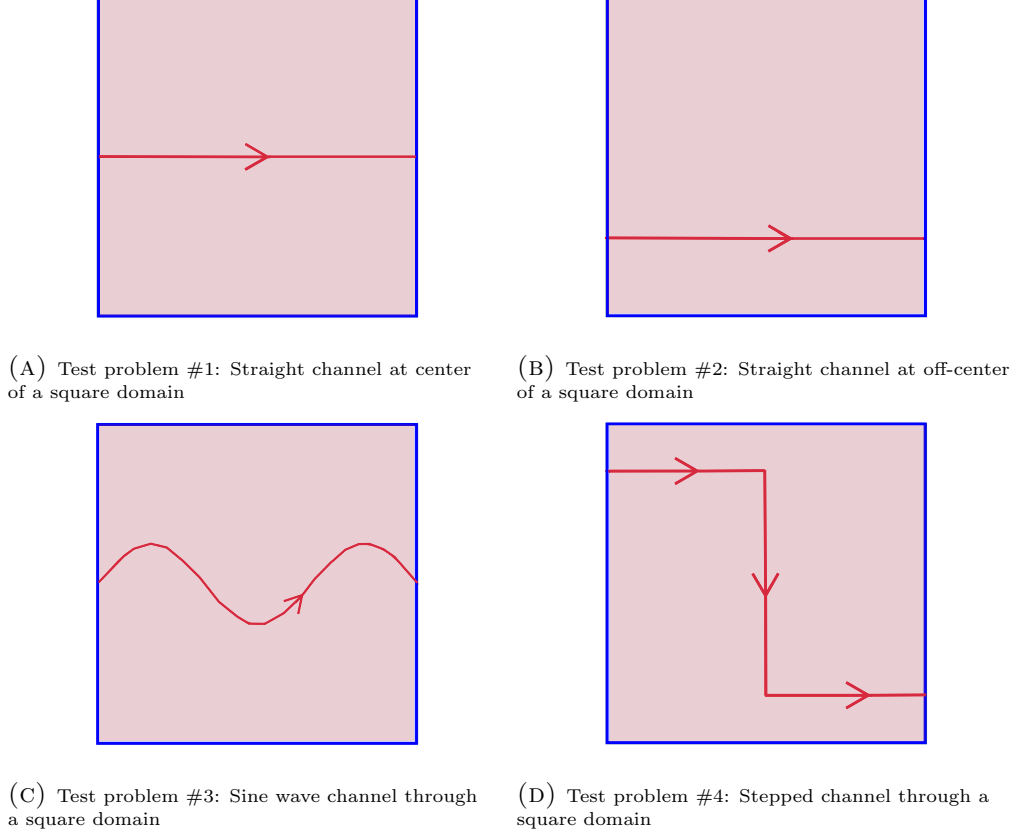 (A) Test problem #1: Straight channel at center
of a square domain
(B) Test problem #2: Straight channel at off-center
of a square domain
(C) Test problem #3: Sine wave channel through
a square domain
(D) Test problem #4: Stepped channel through a
square domain